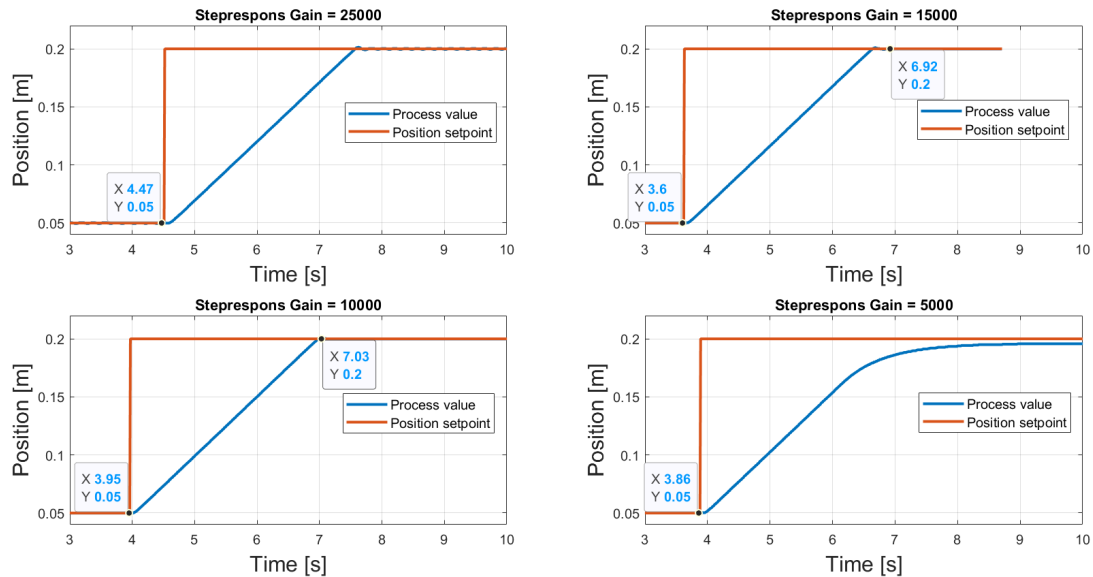 Steprespons Gain = 25000
Position [m]
0.2
0.15
0.1
0.05
X 4.47
Y 0.05
Process value
Position setpoint
3 4 5 6 7 8 9 10
Time [s]
Steprespons Gain = 15000
Position [m]
0.2
0.15
0.1
0.05
X 6.92
Y 0.2
X 3.6
Y 0.05
Process value
Position setpoint
3 4 5 6 7 8 9 10
Time [s]
Steprespons Gain = 10000
Position [m]
0.2
0.15
0.1
0.05
X 7.03
Y 0.2
X 3.95
Y 0.05
Process value
Position setpoint
3 4 5 6 7 8 9 10
Time [s]
Steprespons Gain = 5000
Position [m]
0.2
0.15
0.1
0.05
X 3.86
Y 0.05
Process value
Position setpoint
3 4 5 6 7 8 9 10
Time [s]